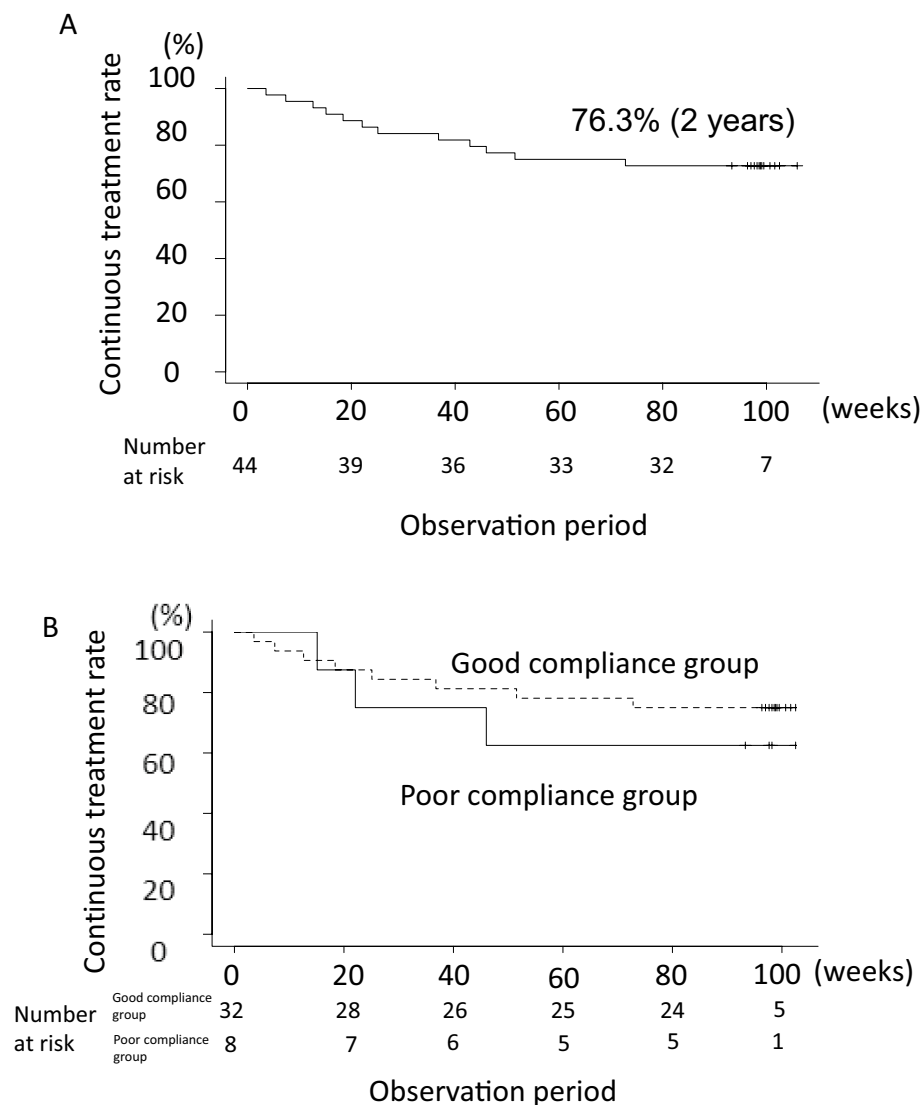 A
(%)
Continuous treatment rate
100
80
60
40
20
0
76.3% (2 years)
0 20 40 60 80 100 (weeks)
Number
at risk
44 39 36 33 32 7
Observation period
B
(%)
Continuous treatment rate
100
80
60
40
20
0
Good compliance group
Poor compliance group
0 20 40 60 80 100 (weeks)
Number
at risk
Good compliance
group
32 28 26 25 24 5
Poor compliance
group
8 7 6 5 5 1
Observation period